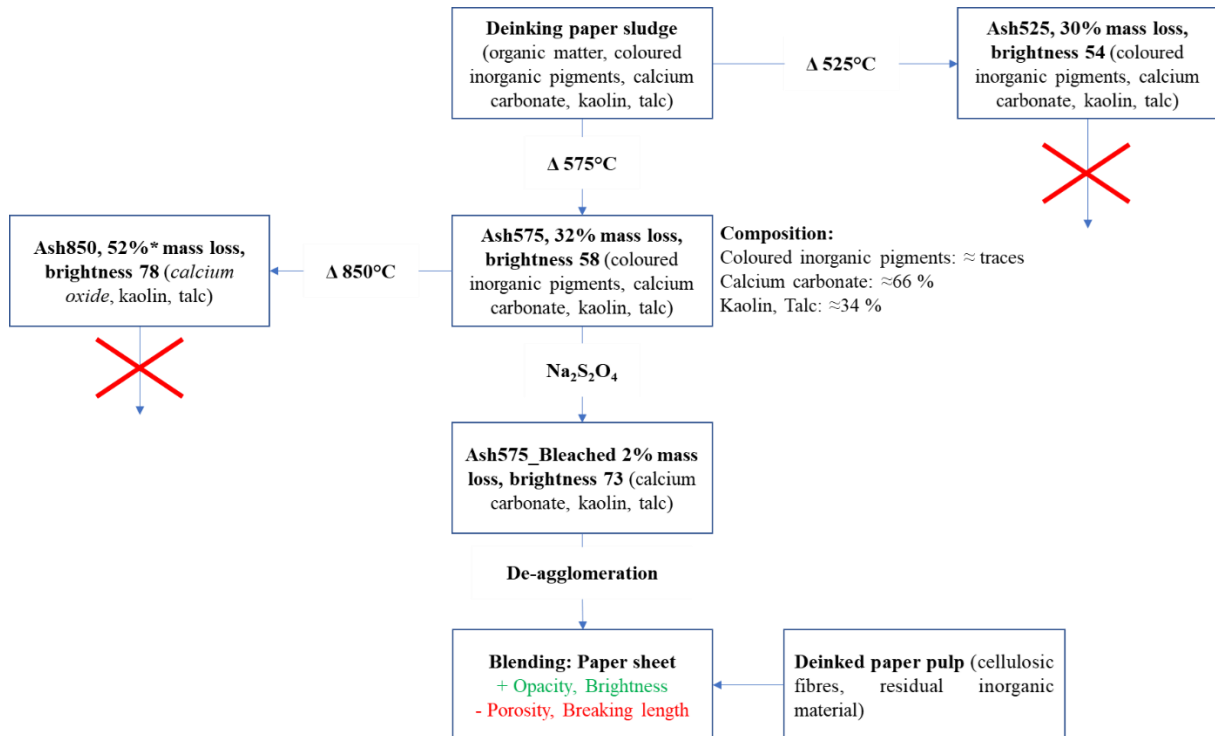 Deinking paper sludge
(organic matter, coloured
inorganic pigments, calcium
carbonate, kaolin, talc)
Δ 525°C
Ash525, 30% mass loss,
brightness 54 (coloured
inorganic pigments, calcium
carbonate, kaolin, talc)
Δ 575°C
Ash850, 52%* mass loss,
brightness 78 (calcium
oxide, kaolin, talc)
Δ 850°C
Ash575, 32% mass loss,
brightness 58 (coloured
inorganic pigments, calcium
carbonate, kaolin, talc)
Composition:
Coloured inorganic pigments: ≈ traces
Calcium carbonate: ≈66 %
Kaolin, Talc: ≈34 %
Na₂S₂O₄
Ash575_Bleached 2% mass
loss, brightness 73 (calcium
carbonate, kaolin, talc)
De-agglomeration
Blending: Paper sheet
+ Opacity, Brightness
- Porosity, Breaking length
Deinked paper pulp (cellulosic
fibres, residual inorganic
material)